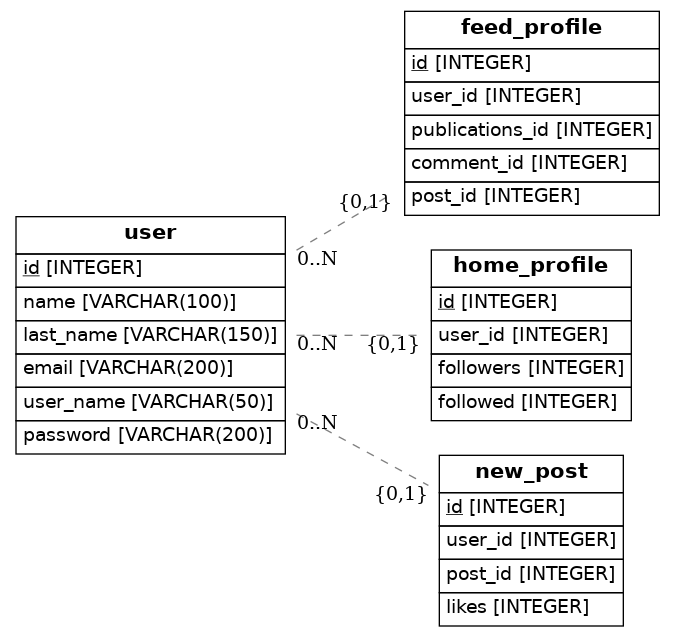 feed_profile
id [INTEGER]
user_id [INTEGER]
publications_id [INTEGER]
comment_id [INTEGER]
post_id [INTEGER]
{0,1}
user
id [INTEGER]
name [VARCHAR(100)]
last_name [VARCHAR(150)]
email [VARCHAR(200)]
user_name [VARCHAR(50)]
password [VARCHAR(200)]
0..N
0..N
0..N
home_profile
id [INTEGER]
user_id [INTEGER]
followers [INTEGER]
followed [INTEGER]
{0,1}
new_post
id [INTEGER]
user_id [INTEGER]
post_id [INTEGER]
likes [INTEGER]
{0,1}